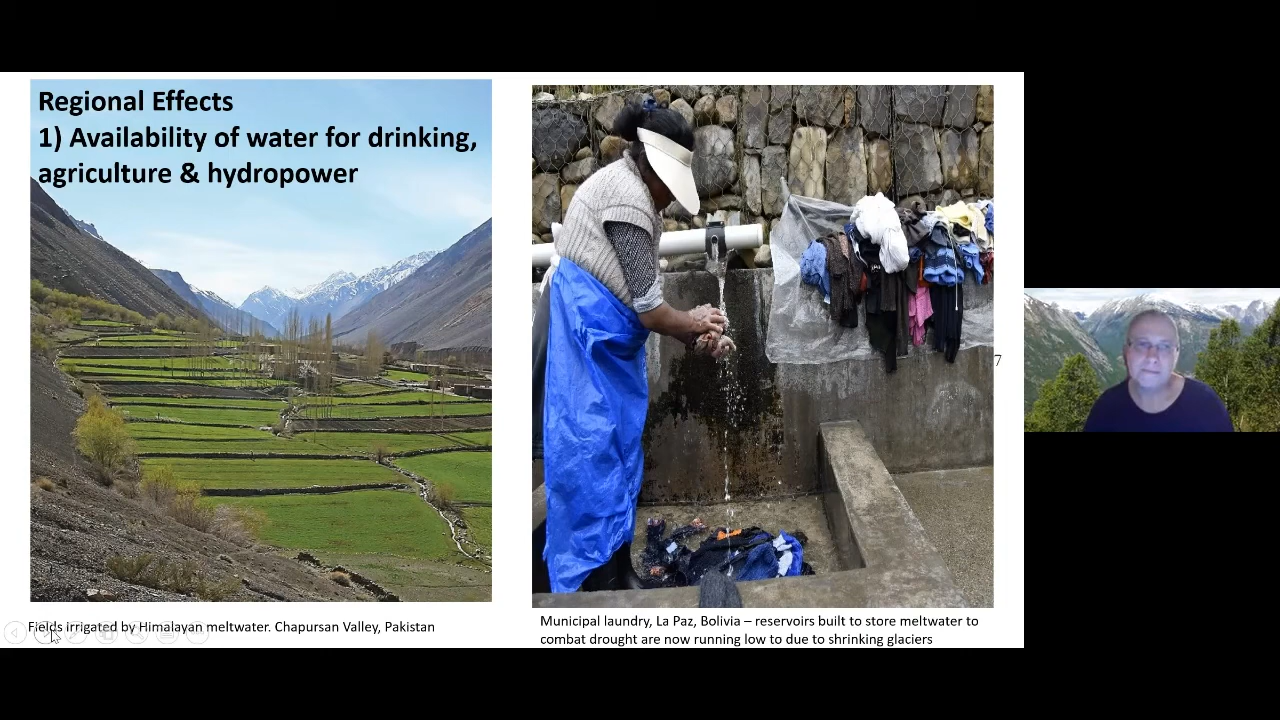 Regional Effects
1) Availability of water for drinking,
agriculture & hydropower
7
Fields irrigated by Himalayan meltwater. Chapursan Valley, Pakistan
Municipal laundry, La Paz, Bolivia – reservoirs built to store meltwater to
combat drought are now running low to due to shrinking glaciers